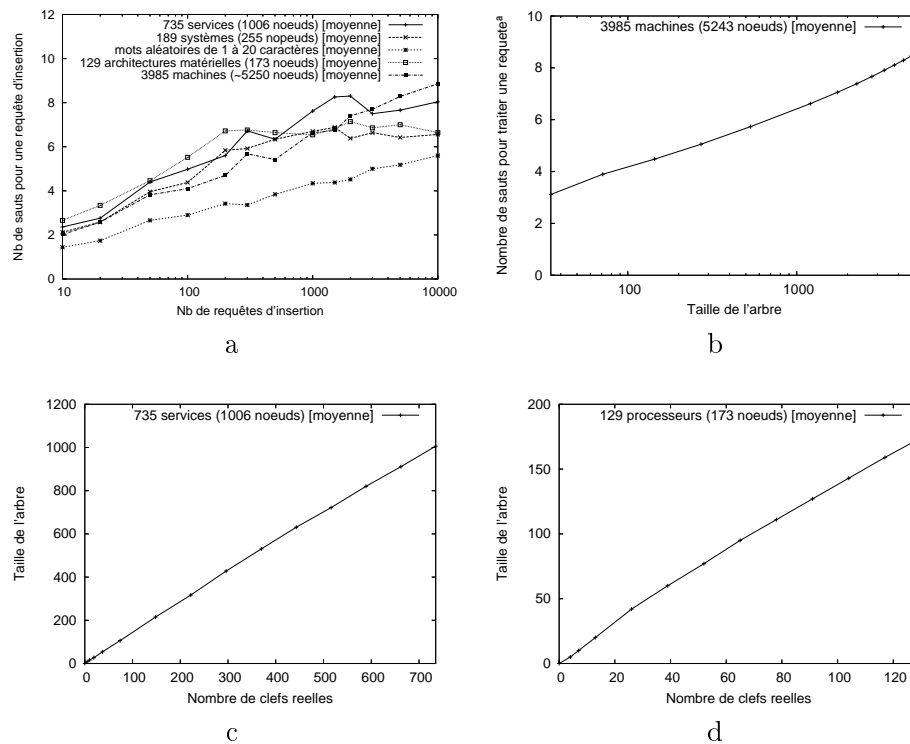 735 services (1006 noeuds) [moyenne]
189 systèmes (255 nopeuds) [moyenne]
mots aléatoires de 1 à 20 caractères [moyenne]
129 architectures matérielles (173 noeuds) [moyenne]
3985 machines (~5250 noeuds) [moyenne]
Nb de sauts pour une requête d'insertion
12
10
8
6
4
2
0
10 100 1000 10000
Nb de requêtes d'insertion
a
3985 machines (5243 noeuds) [moyenne]
Nombre de sauts pour traiter une requete a
10
8
6
4
2
0
100 1000
Taille de l'arbre
b
735 services (1006 noeuds) [moyenne]
Taille de l'arbre
1200
1000
800
600
400
200
0
0 100 200 300 400 500 600 700
Nombre de clefs reelles
c
129 processeurs (173 noeuds) [moyenne]
Taille de l'arbre
200
150
100
50
0
0 20 40 60 80 100 120
Nombre de clefs reelles
d